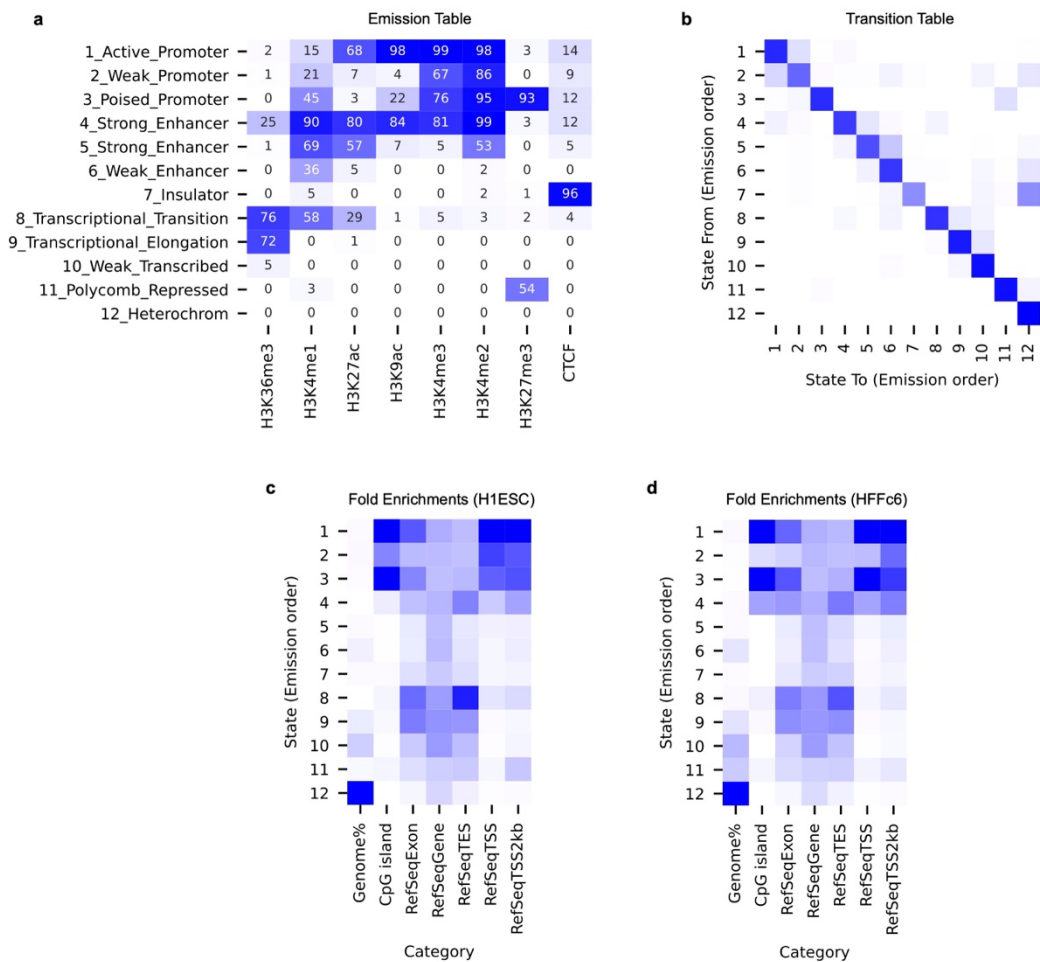 a
Emission Table
1_Active_Promoter 2 15 68 98 99 98 3 14
2_Weak_Promoter 1 21 7 4 67 86 0 9
3_Poised_Promoter 0 45 3 22 76 95 93 12
4_Strong_Enhancer 25 90 80 84 81 99 3 12
5_Strong_Enhancer 1 69 57 7 5 53 0 5
6_Weak_Enhancer 0 36 5 0 0 2 0 0
7_Insulator 0 5 0 0 0 2 1 96
8_Transcriptional_Transition 76 58 29 1 5 3 2 4
9_Transcriptional_Elongation 72 0 1 0 0 0 0 0
10_Weak_Transcribed 5 0 0 0 0 0 0 0
11_Polycomb_Repressed 0 3 0 0 0 0 54 0
12_Heterochrom 0 0 0 0 0 0 0 0
H3K36me3 H3K4me1 H3K27ac H3K9ac H3K4me3 H3K4me2 H3K27me3 CTCF
b
Transition Table
State From (Emission order)
1
2
3
4
5
6
7
8
9
10
11
12
1 2 3 4 5 6 7 8 9 10 11 12
State To (Emission order)
c
Fold Enrichments (H1ESC)
State (Emission order)
1
2
3
4
5
6
7
8
9
10
11
12
Genome% CpG island RefSeqExon RefSeqGene RefSeqTES RefSeqTSS RefSeqTSS2kb
Category
d
Fold Enrichments (HFFc6)
State (Emission order)
1
2
3
4
5
6
7
8
9
10
11
12
Genome% CpG island RefSeqExon RefSeqGene RefSeqTES RefSeqTSS RefSeqTSS2kb
Category